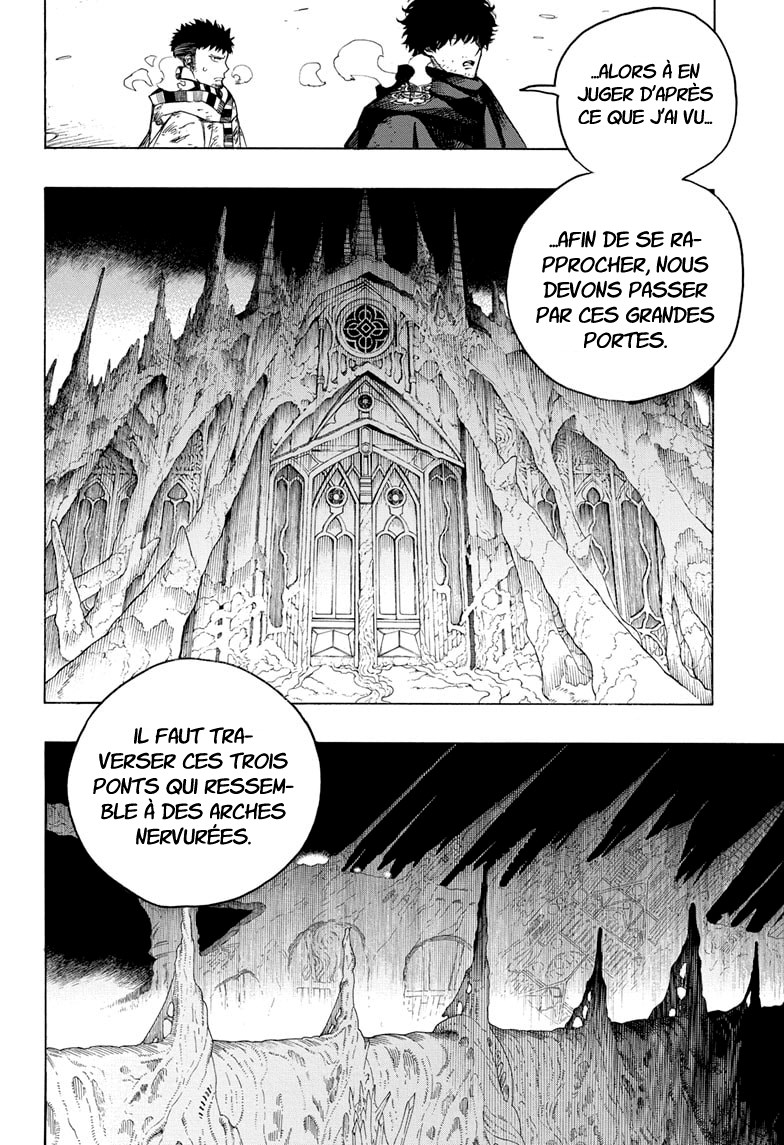 ...ALORS À EN
JUGER D'APRÈS
CE QUE J'AI VU...
...AFIN DE SE RA-
PPROCHER, NOUS
DEVONS PASSER
PAR CES GRANDES
PORTES.
IL FAUT TRA-
VERSER CES TROIS
PONTS QUI RESSEM-
BLE À DES ARCHES
NERVURÉES.